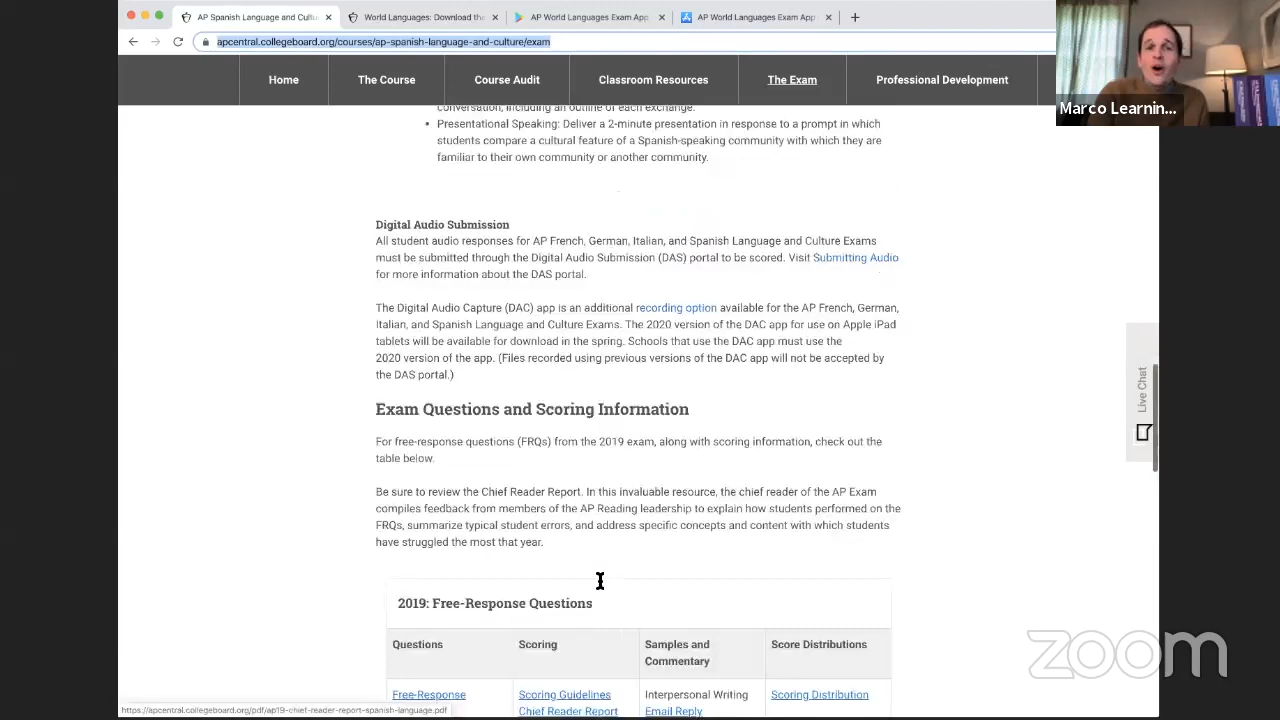 AP Spanish Language and Cultu
World Languages: Download the
AP World Languages Exam App
AP World Languages Exam App
apcentral.collegeboard.org/courses/ap-spanish-language-and-culture/exam
Home
The Course
Course Audit
Classroom Resources
The Exam
Professional Development
Marco Learnin...
conversation, including an outline of each exchange.
• Presentational Speaking: Deliver a 2-minute presentation in response to a prompt in which
students compare a cultural feature of a Spanish-speaking community with which they are
familiar to their own community or another community.
Digital Audio Submission
All student audio responses for AP French, German, Italian, and Spanish Language and Culture Exams
must be submitted through the Digital Audio Submission (DAS) portal to be scored. Visit Submitting Audio
for more information about the DAS portal.
The Digital Audio Capture (DAC) app is an additional recording option available for the AP French, German,
Italian, and Spanish Language and Culture Exams. The 2020 version of the DAC app for use on Apple iPad
tablets will be available for download in the spring. Schools that use the DAC app must use the
2020 version of the app. (Files recorded using previous versions of the DAC app will not be accepted by
the DAS portal.)
Live Chat
Exam Questions and Scoring Information
For free-response questions (FRQs) from the 2019 exam, along with scoring information, check out the
table below.
Be sure to review the Chief Reader Report. In this invaluable resource, the chief reader of the AP Exam
compiles feedback from members of the AP Reading leadership to explain how students performed on the
FRQs, summarize typical student errors, and address specific concepts and content with which students
have struggled the most that year.
2019: Free-Response Questions
Questions
Scoring
Samples and
Commentary
Score Distributions
Free-Response
Scoring Guidelines
Chief Reader Report
Interpersonal Writing
Email Reply
Scoring Distribution
https://apcentral.collegeboard.org/pdf/ap19-chief-reader-report-spanish-language.pdf
zoom